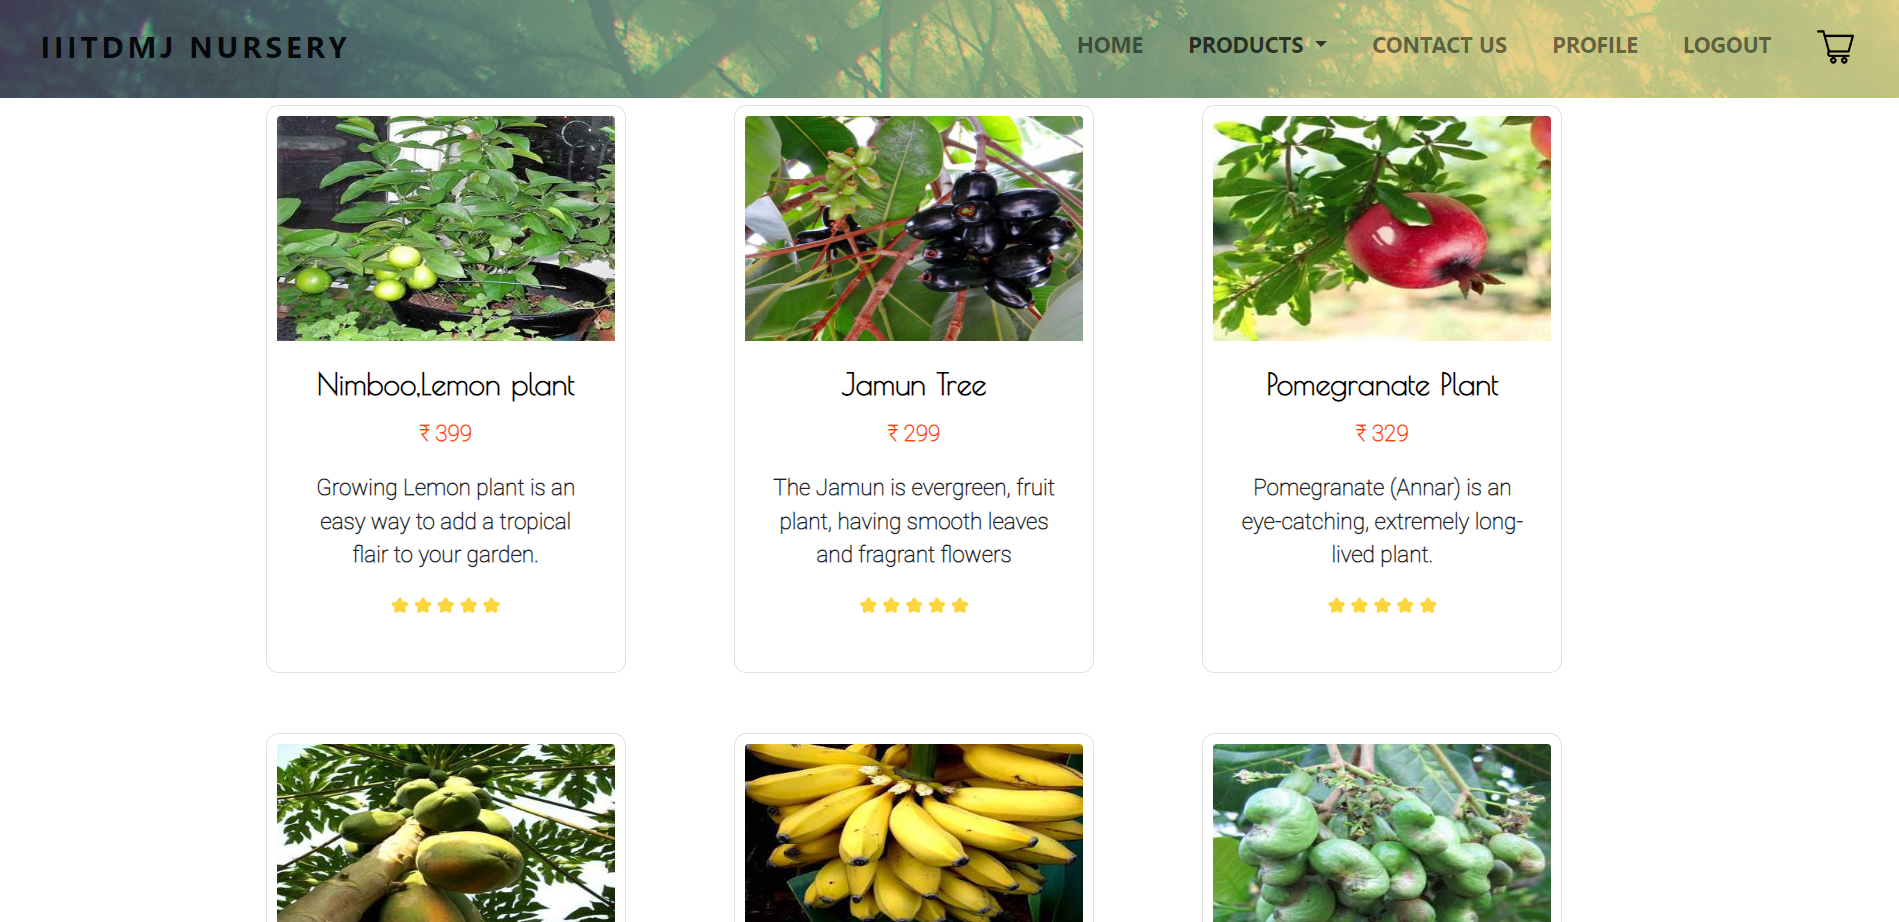 IIITDMJ NURSERY
HOME PRODUCTS CONTACT US PROFILE LOGOUT
Nimboo,Lemon plant
₹ 399
Growing Lemon plant is an
easy way to add a tropical
flair to your garden.
Jamun Tree
₹ 299
The Jamun is evergreen, fruit
plant, having smooth leaves
and fragrant flowers
Pomegranate Plant
₹ 329
Pomegranate (Annar) is an
eye-catching, extremely long-
lived plant.